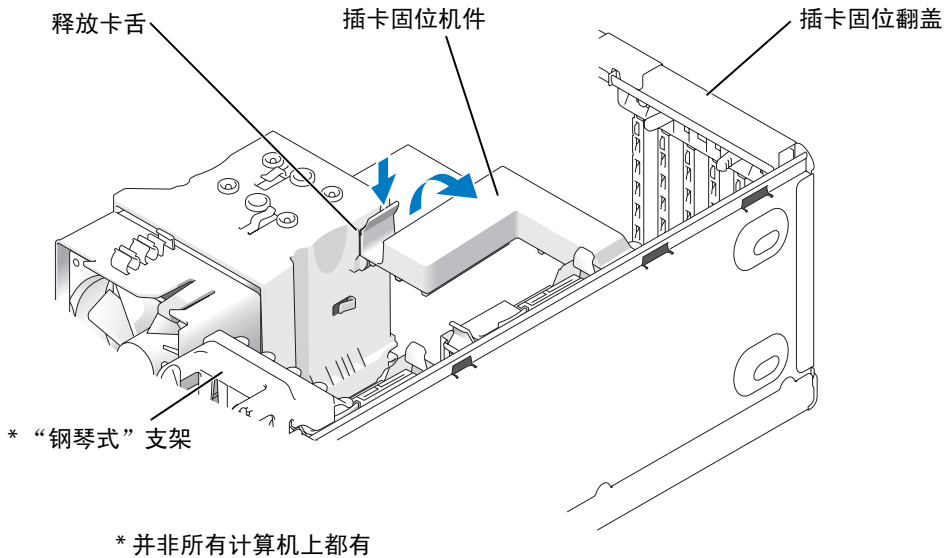 释放卡舌
插卡固位机件
插卡固位翻盖
* “钢琴式”支架
* 并非所有计算机上都有